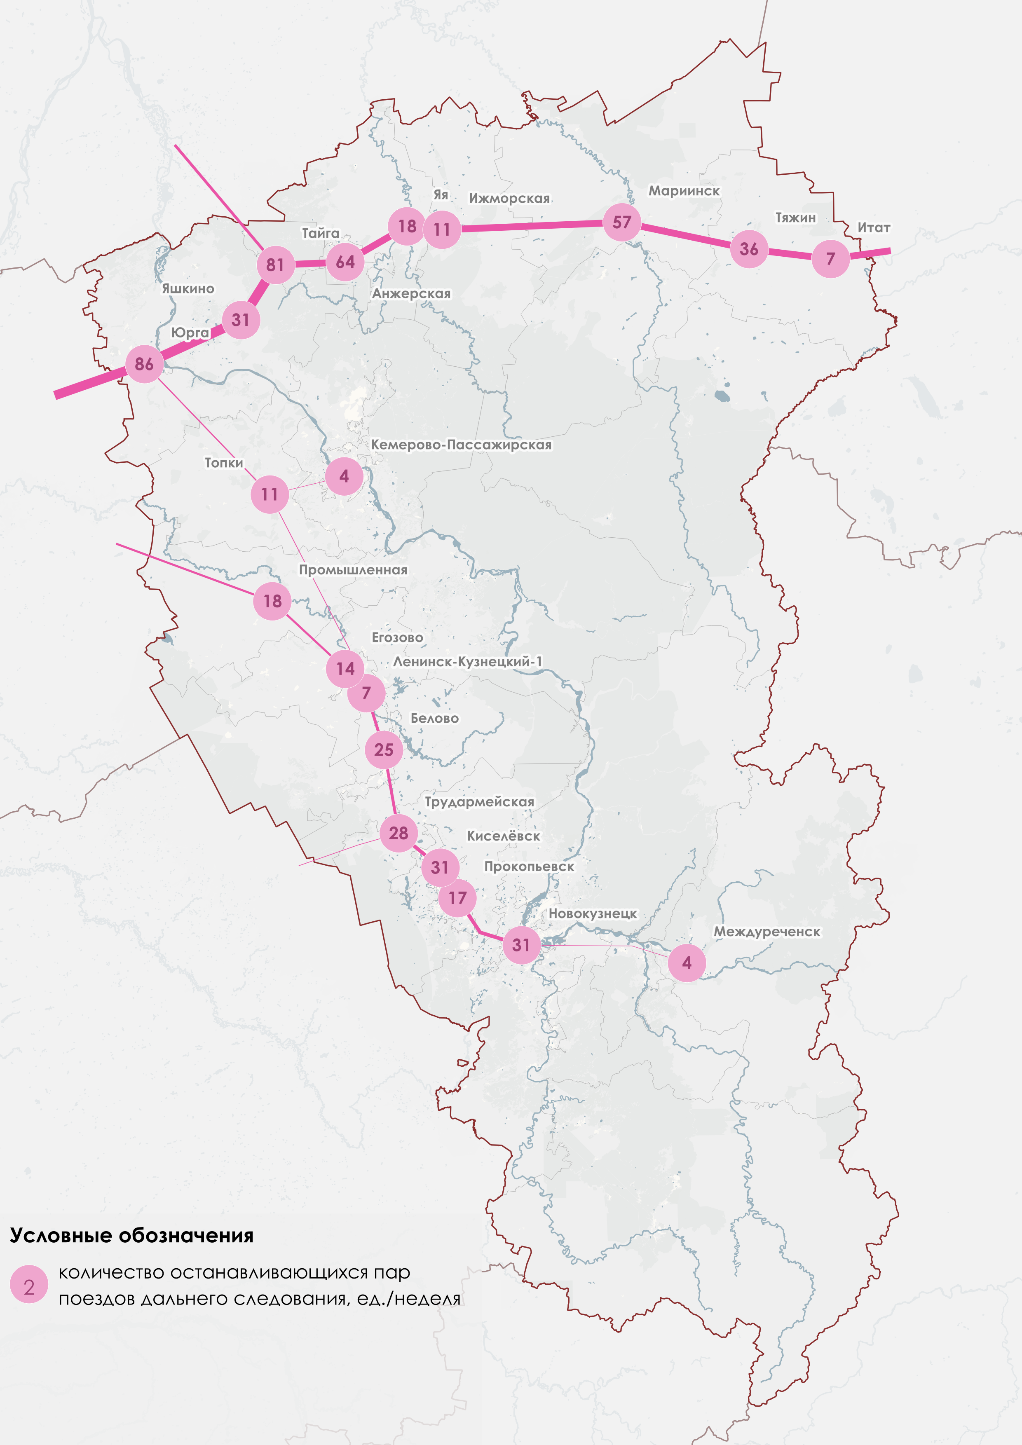 Мариинск
Яя
Ижморская
Тяжин
Итат
57
18
11
Тайга
36
7
81
64
Яшкино
Анжерская
31
Юрга
86
Кемерово-Пассажирская
Топки
4
11
Промышленная
18
Егозово
Ленинск-Кузнецкий-1
14
7
Белово
25
Трудармейская
28
Киселёвск
31
Прокопьевск
17
Новокузнецк
31
Междуреченск
4
Условные обозначения
2
количество останавливающихся пар
поездов дальнего следования, ед./неделя